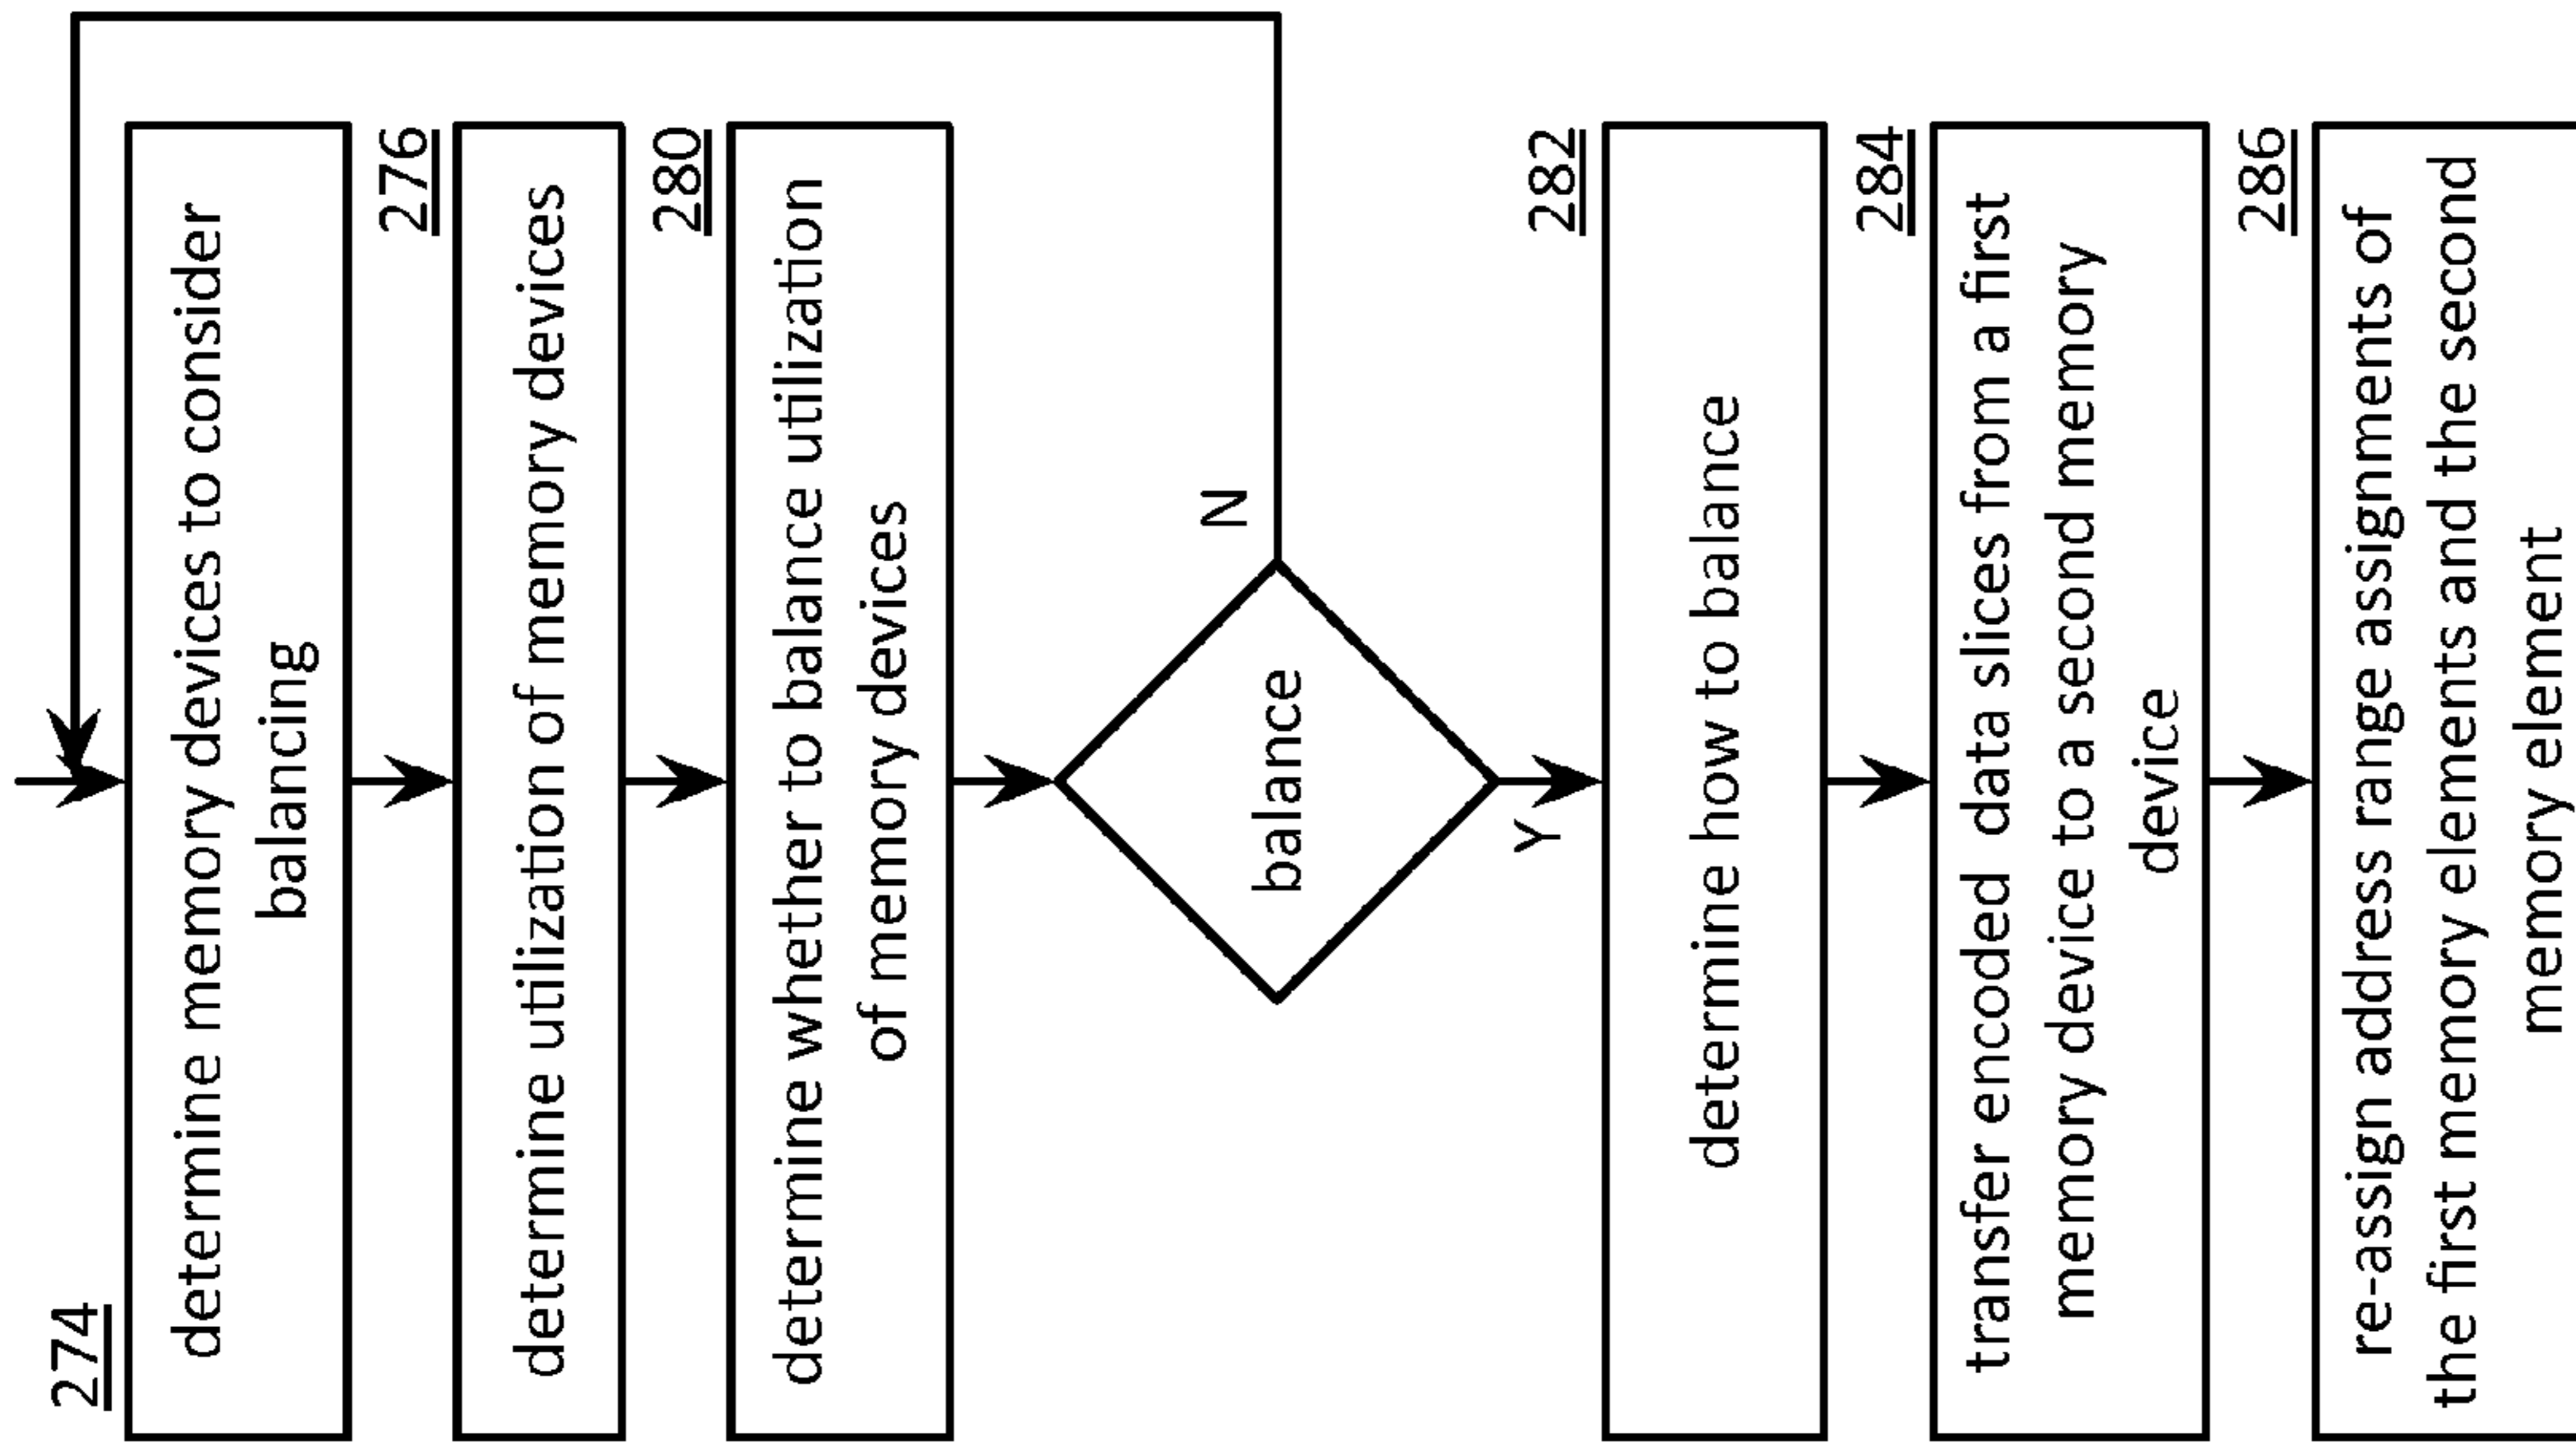 274
determine memory devices to consider
balancing
276
determine utilization of memory devices
280
determine whether to balance utilization
of memory devices
balance
N
Y
282
determine how to balance
284
transfer encoded data slices from a first
memory device to a second memory
device
286
re-assign address range assignments of
the first memory elements and the second
memory element